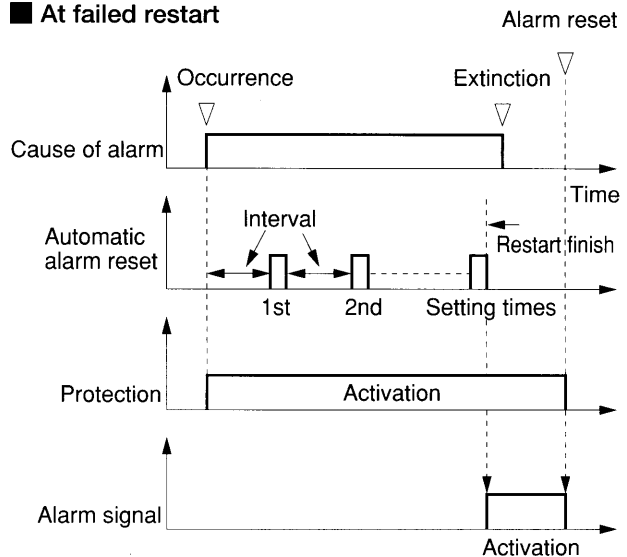 ■ At failed restart
Alarm reset
Occurrence
Extinction
Cause of alarm
Time
Interval
Automatic
alarm reset
Restart finish
1st
2nd
Setting times
Protection
Activation
Alarm signal
Activation